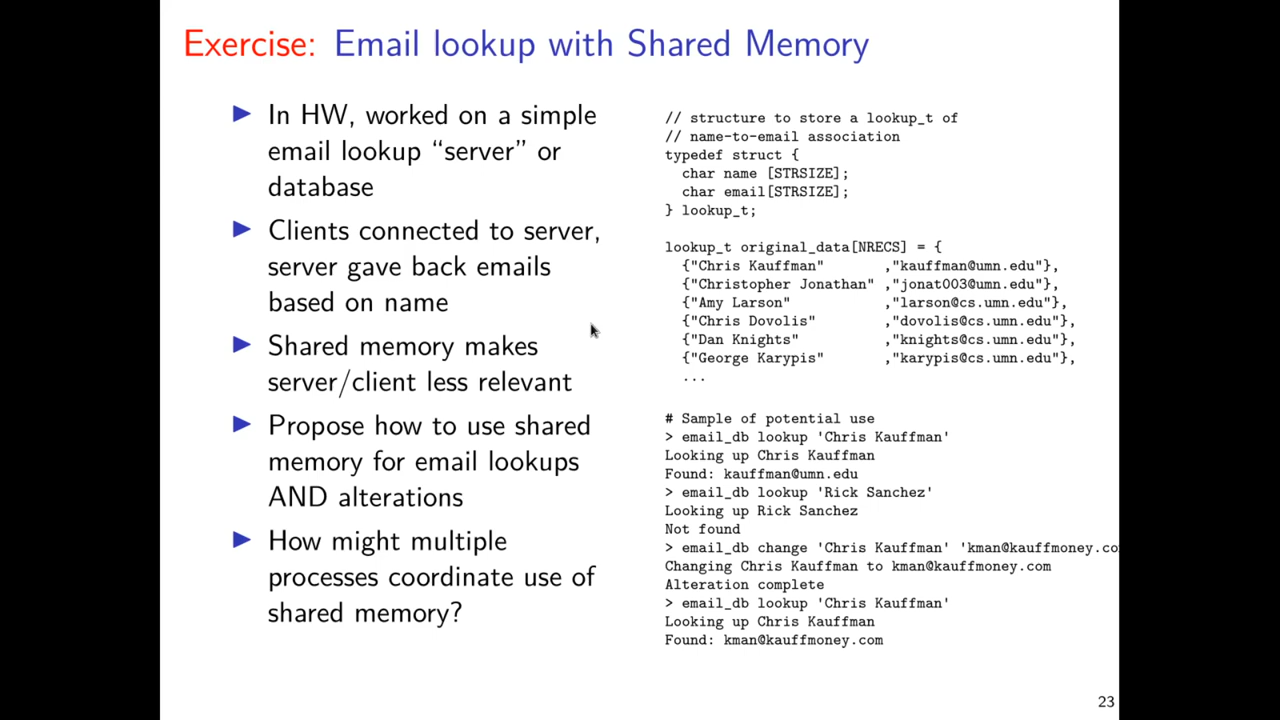 Exercise: Email lookup with Shared Memory
In HW, worked on a simple
email lookup “server” or
database
Clients connected to server,
server gave back emails
based on name
Shared memory makes
server/client less relevant
Propose how to use shared
memory for email lookups
AND alterations
How might multiple
processes coordinate use of
shared memory?
// structure to store a lookup_t of
// name-to-email association
typedef struct {
char name [STRSIZE];
char email[STRSIZE];
} lookup_t;
lookup_t original_data[NRECS] = {
{"Chris Kauffman" ,"kauffman@umn.edu"},
{"Christopher Jonathan" ,"jonat003@umn.edu"},
{"Amy Larson" ,"larson@cs.umn.edu"},
{"Chris Dovolis" ,"dovolis@cs.umn.edu"},
{"Dan Knights" ,"knights@cs.umn.edu"},
{"George Karypis" ,"karypis@cs.umn.edu"},
...
# Sample of potential use
> email_db lookup 'Chris Kauffman'
Looking up Chris Kauffman
Found: kauffman@umn.edu
> email_db lookup 'Rick Sanchez'
Looking up Rick Sanchez
Not found
> email_db change 'Chris Kauffman' 'kman@kauffmoney.co
Changing Chris Kauffman to kman@kauffmoney.com
Alteration complete
> email_db lookup 'Chris Kauffman'
Looking up Chris Kauffman
Found: kman@kauffmoney.com
23